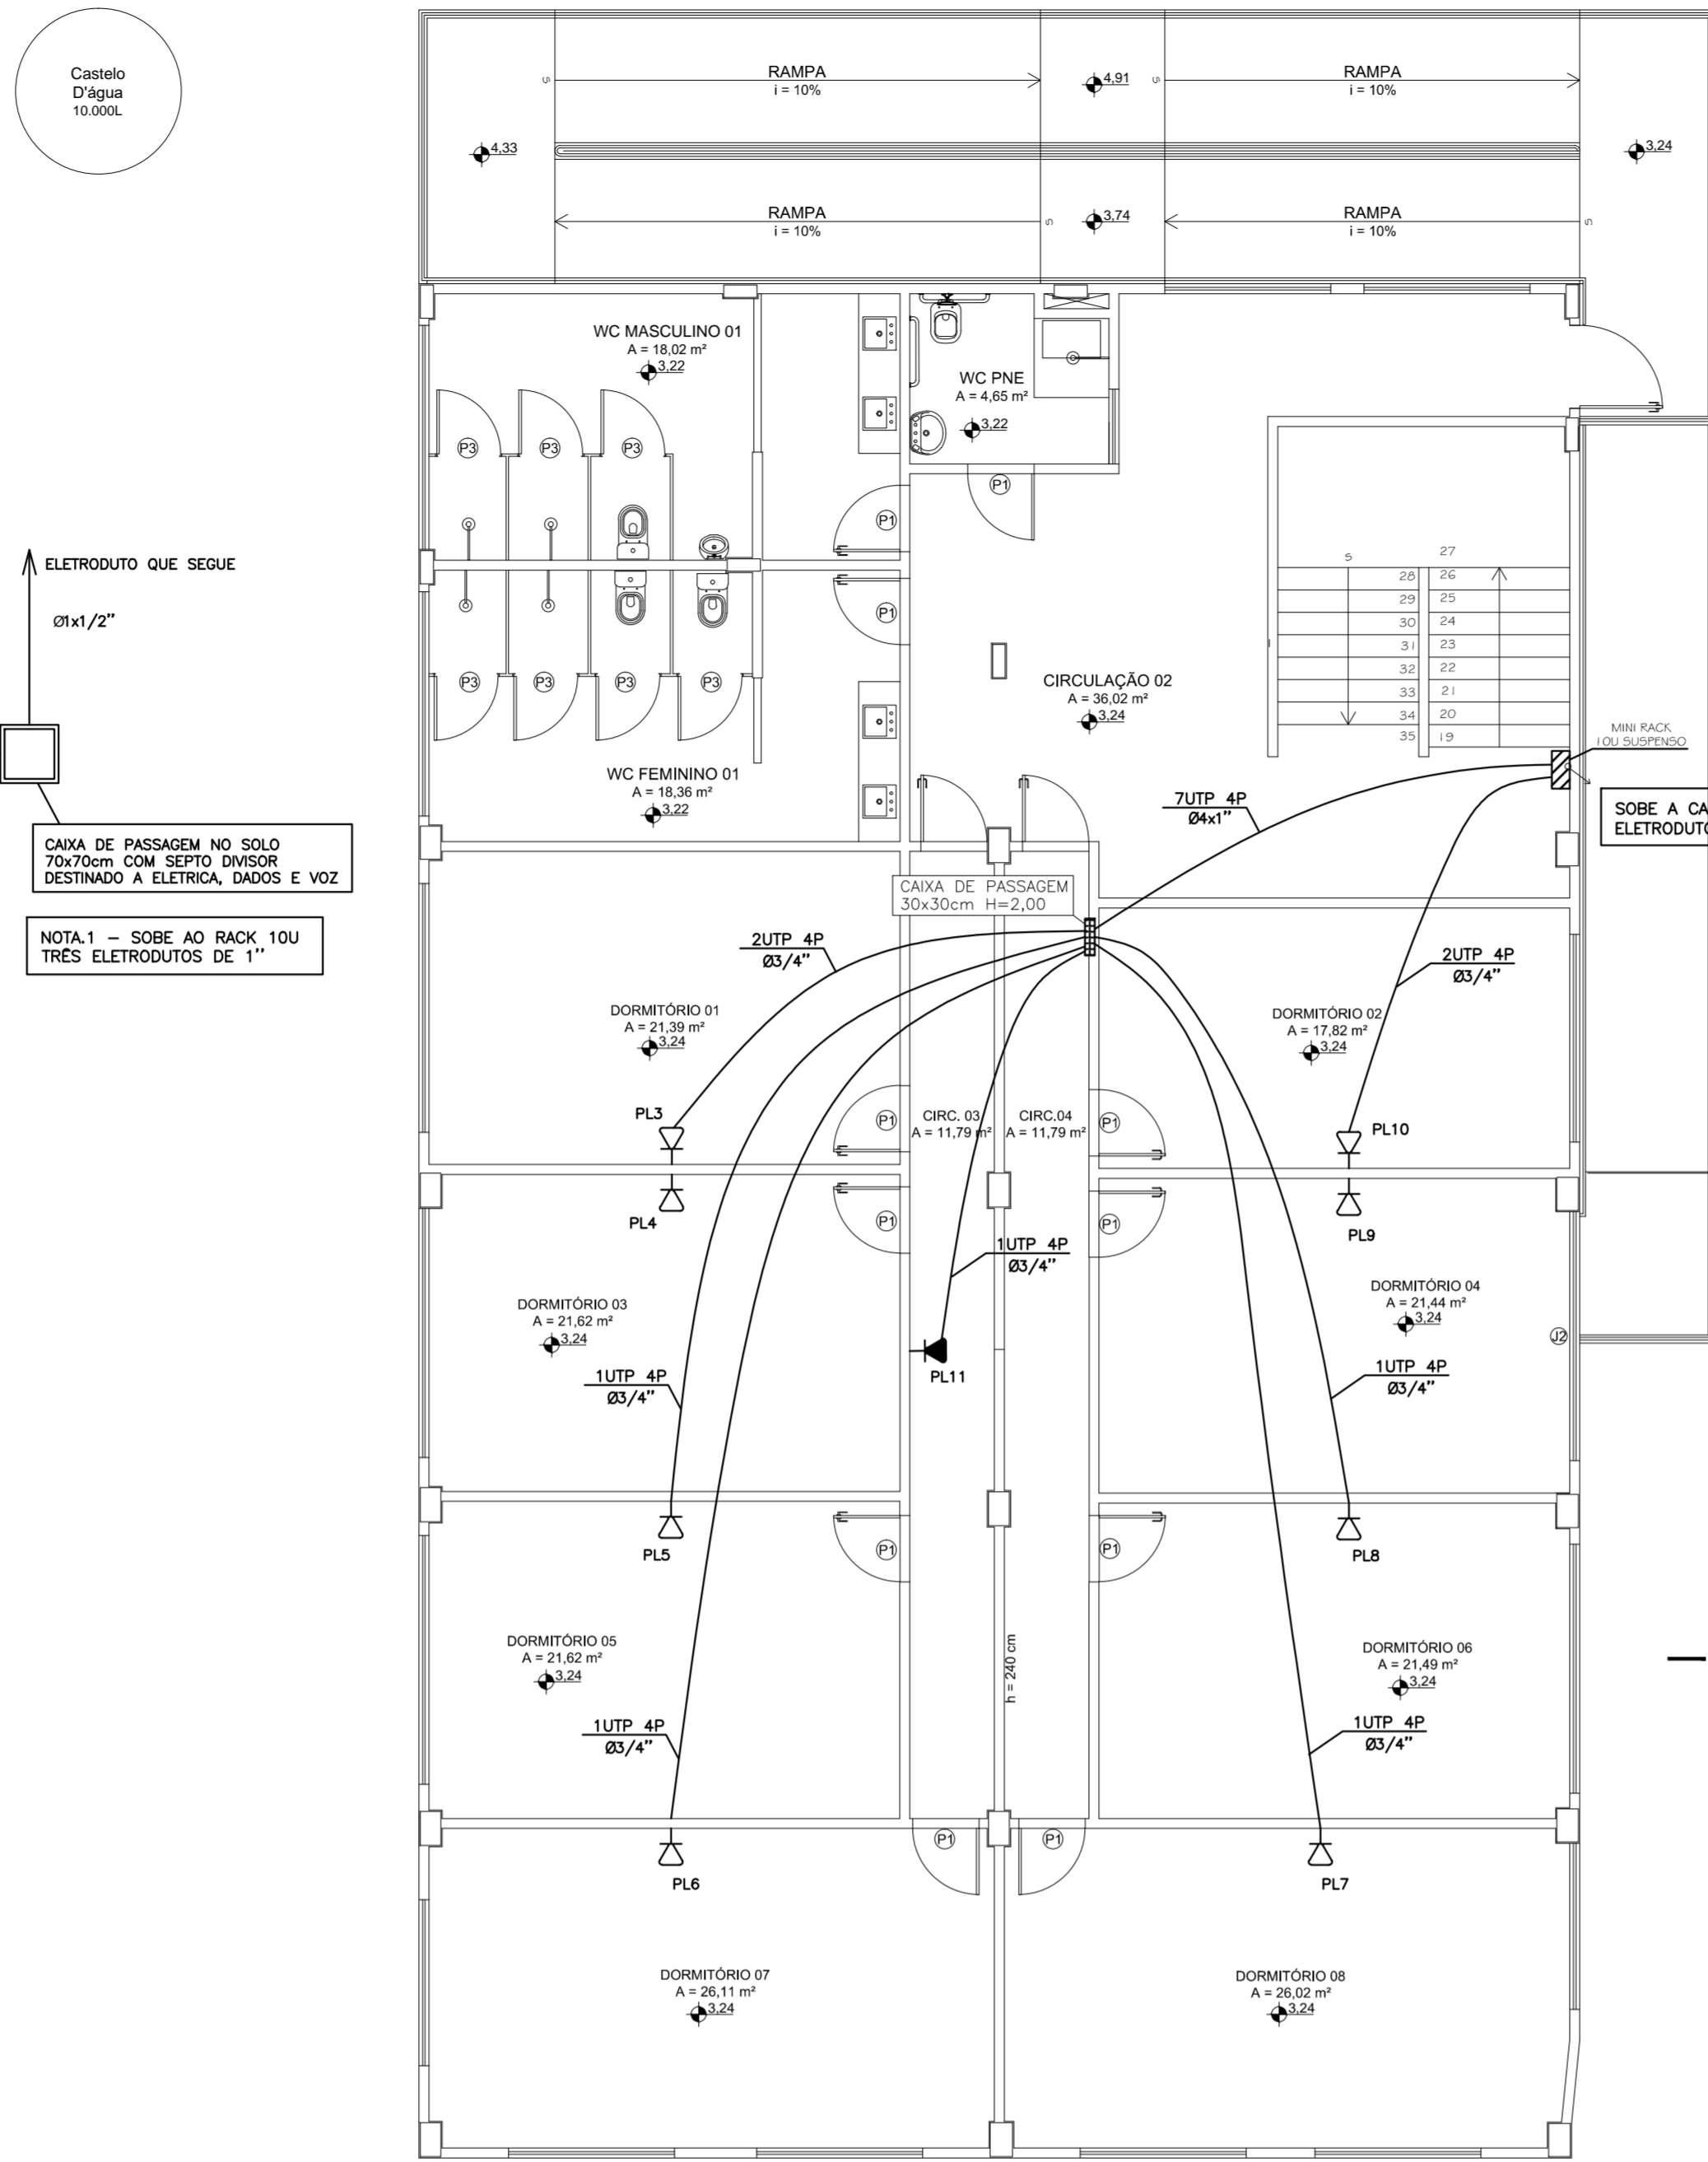 Castelo
D'água
10.000L
RAMPA
i = 10%
4,91
RAMPA
i = 10%
4,33
3,24
RAMPA
i = 10%
3,74
RAMPA
i = 10%
S
S
S
S
WC MASCULINO 01
A = 18,02 m²
3,22
WC PNE
A = 4,65 m²
3,22
P3
P3
P3
P1
P1
P1
ELETRODUTO QUE SEGUE
Ø1x1/2"
P3
P3
P3
P3
S
27
28
26
29
25
30
24
31
23
32
22
33
21
34
20
35
19
CIRCULAÇÃO 02
A = 36,02 m²
3,24
MINI RACK
10U SUSPENSO
WC FEMININO 01
A = 18,36 m²
3,22
7UTP 4P
Ø4x1"
SOBE A CA
ELETRODUTO
CAIXA DE PASSAGEM NO SOLO
70x70cm COM SEPTO DIVISOR
DESTINADO A ELETRICA, DADOS E VOZ
CAIXA DE PASSAGEM
30x30cm H=2,00
NOTA.1 – SOBE AO RACK 10U
TRÊS ELETRODUTOS DE 1''
2UTP 4P
Ø3/4"
2UTP 4P
Ø3/4"
DORMITÓRIO 01
A = 21,39 m²
3,24
DORMITÓRIO 02
A = 17,82 m²
3,24
PL3
P1
CIRC. 03
A = 11,79 m²
CIRC.04
A = 11,79 m²
P1
PL10
PL4
P1
P1
PL9
1UTP 4P
Ø3/4"
DORMITÓRIO 03
A = 21,62 m²
3,24
DORMITÓRIO 04
A = 21,44 m²
3,24
J2
1UTP 4P
Ø3/4"
PL11
1UTP 4P
Ø3/4"
PL5
P1
P1
PL8
DORMITÓRIO 05
A = 21,62 m²
3,24
h = 240 cm
DORMITÓRIO 06
A = 21,49 m²
3,24
1UTP 4P
Ø3/4"
1UTP 4P
Ø3/4"
P1
P1
PL6
PL7
DORMITÓRIO 07
A = 26,11 m²
3,24
DORMITÓRIO 08
A = 26,02 m²
3,24